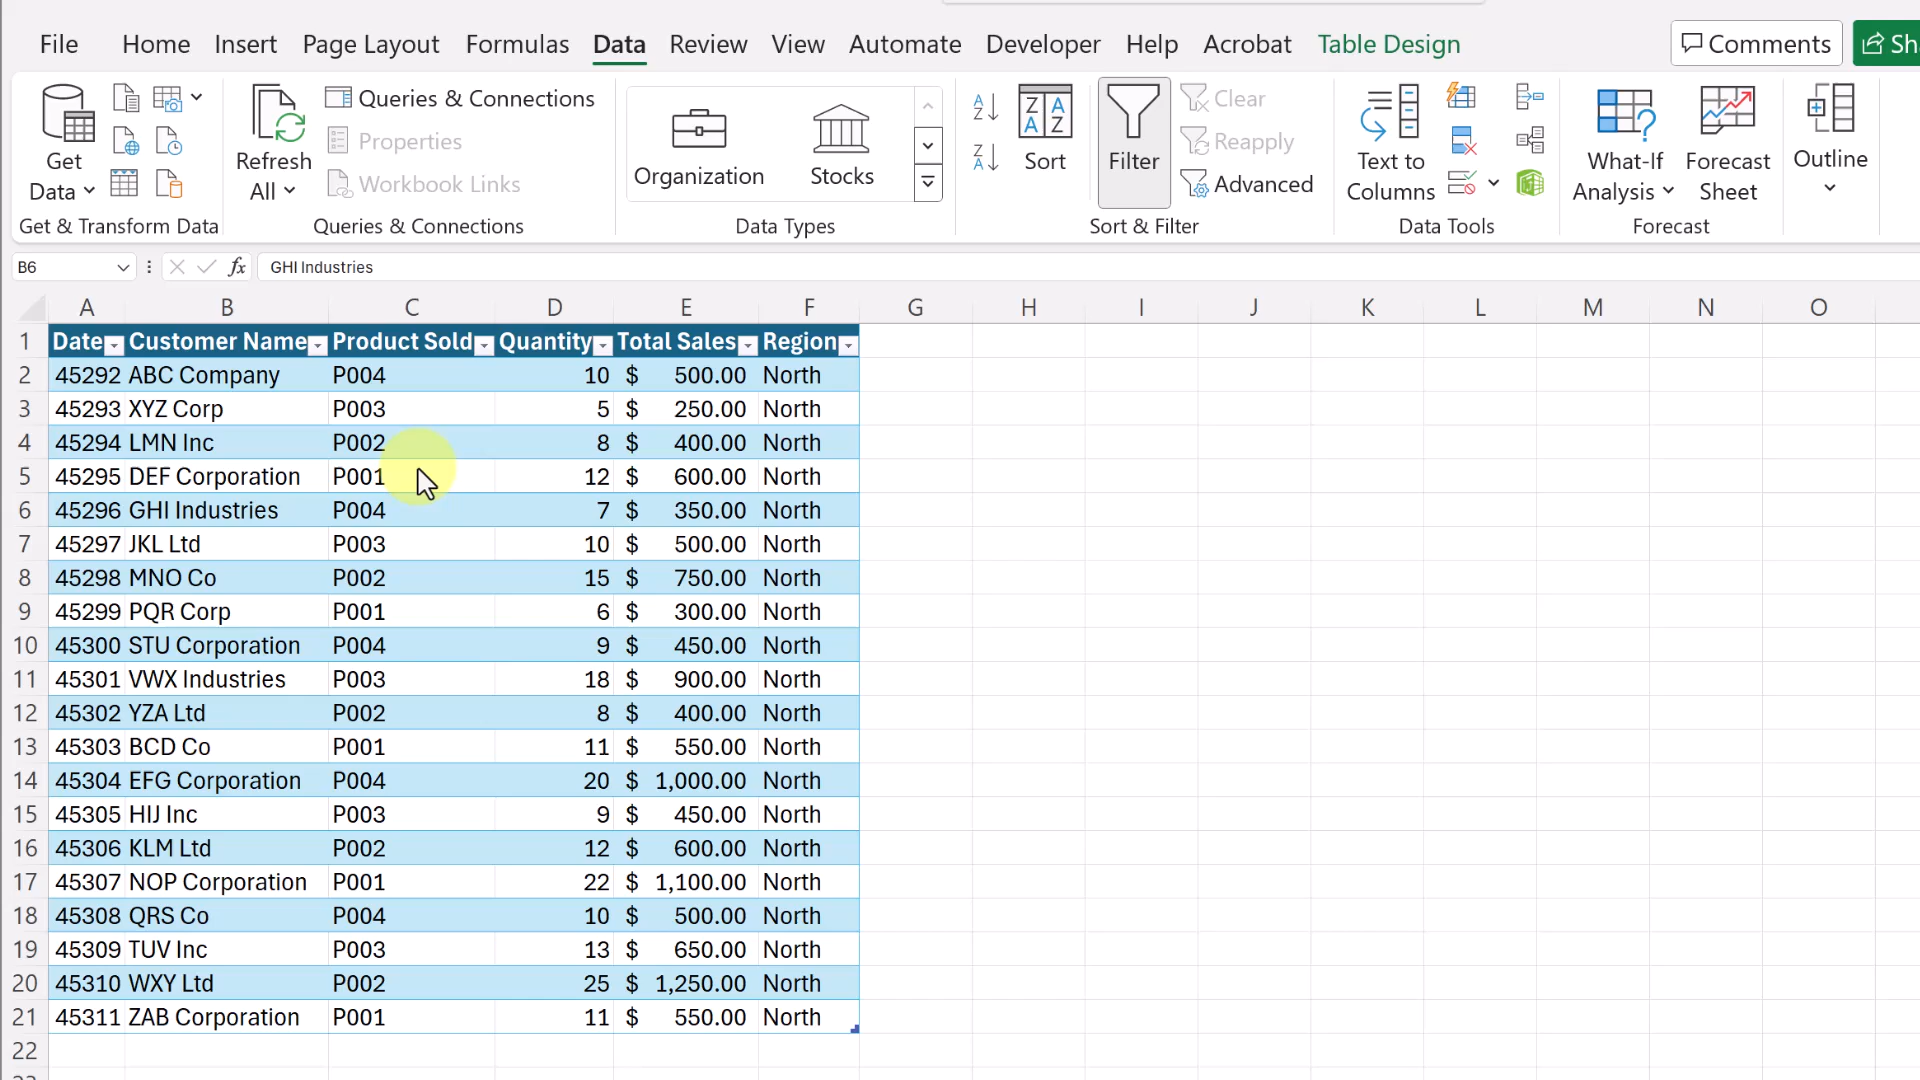 File Home Insert Page Layout Formulas Data Review View Automate Developer Help Acrobat Table Design Comments Sh
Get Data
Refresh All
Queries & Connections
Properties
Workbook Links
Organization Stocks
Sort
Filter
Clear
Reapply
Advanced
Text to Columns
What-If Analysis
Forecast Sheet
Outline
Get & Transform Data Queries & Connections Data Types Sort & Filter Data Tools Forecast
B6 fx GHI Industries
A B C D E F G H I J K L M N O
1 Date Customer Name Product Sold Quantity Total Sales Region
2 45292 ABC Company P004 10 $ 500.00 North
3 45293 XYZ Corp P003 5 $ 250.00 North
4 45294 LMN Inc P002 8 $ 400.00 North
5 45295 DEF Corporation P001 12 $ 600.00 North
6 45296 GHI Industries P004 7 $ 350.00 North
7 45297 JKL Ltd P003 10 $ 500.00 North
8 45298 MNO Co P002 15 $ 750.00 North
9 45299 PQR Corp P001 6 $ 300.00 North
10 45300 STU Corporation P004 9 $ 450.00 North
11 45301 VWX Industries P003 18 $ 900.00 North
12 45302 YZA Ltd P002 8 $ 400.00 North
13 45303 BCD Co P001 11 $ 550.00 North
14 45304 EFG Corporation P004 20 $ 1,000.00 North
15 45305 HIJ Inc P003 9 $ 450.00 North
16 45306 KLM Ltd P002 12 $ 600.00 North
17 45307 NOP Corporation P001 22 $ 1,100.00 North
18 45308 QRS Co P004 10 $ 500.00 North
19 45309 TUV Inc P003 13 $ 650.00 North
20 45310 WXY Ltd P002 25 $ 1,250.00 North
21 45311 ZAB Corporation P001 11 $ 550.00 North
22